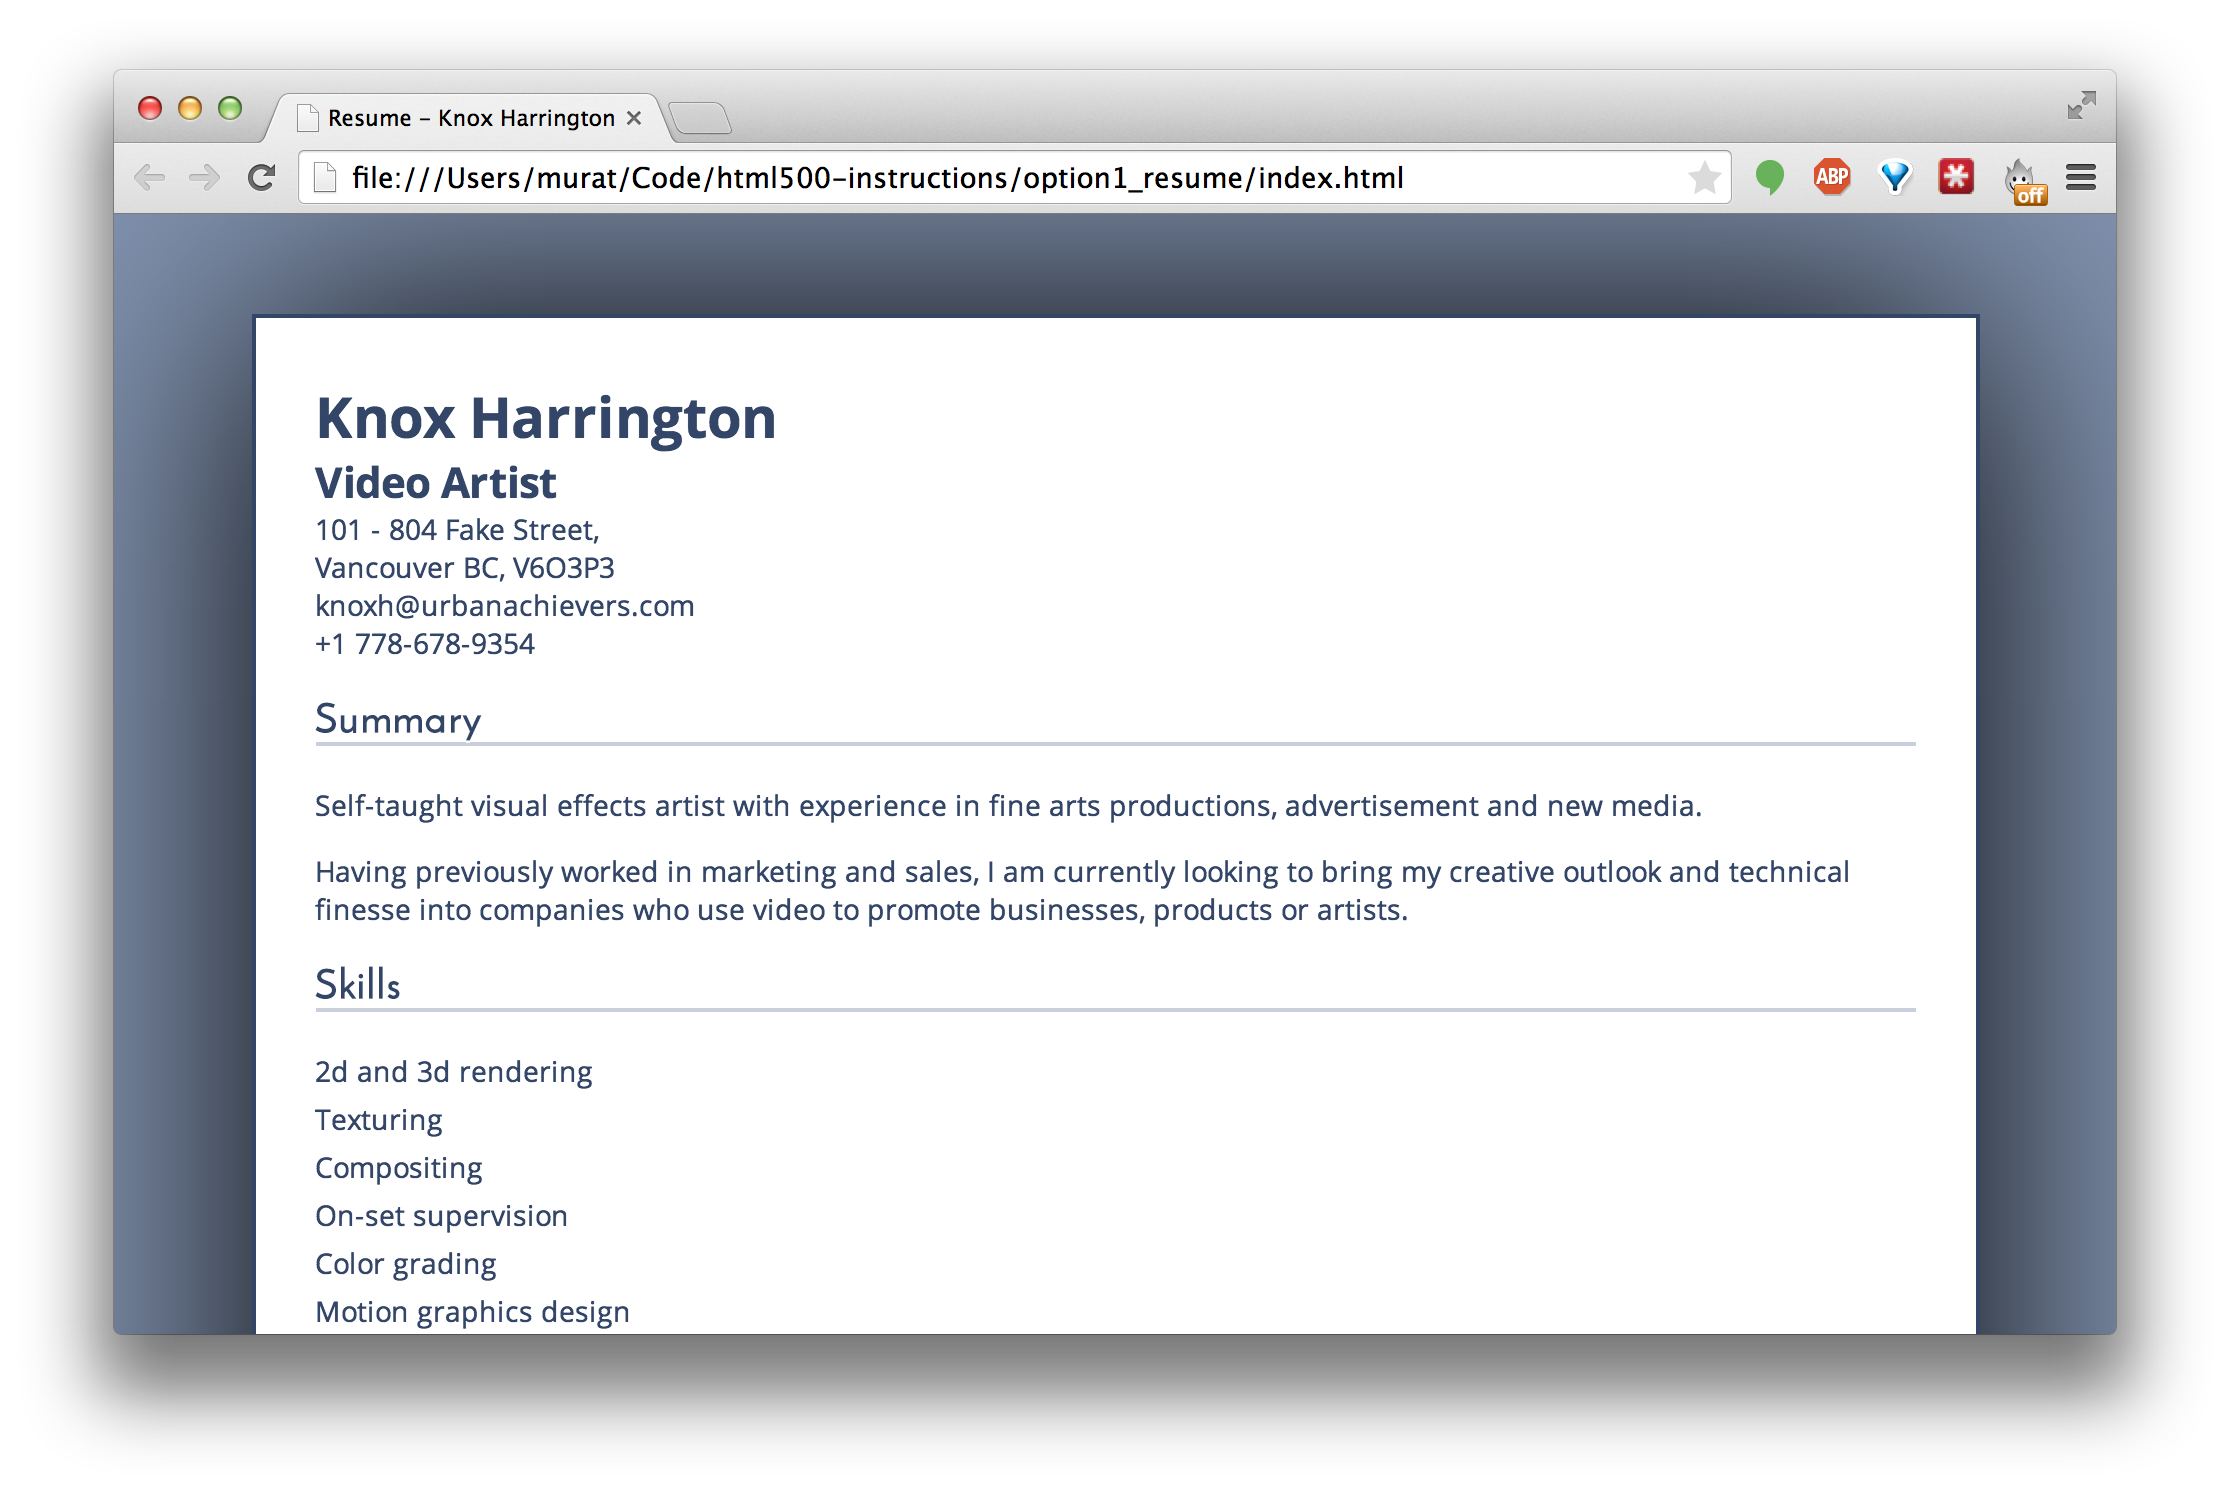 Resume – Knox Harrington
file:///Users/murat/Code/html500-instructions/option1_resume/index.html
ABP
off
Knox Harrington
Video Artist
101 - 804 Fake Street,
Vancouver BC, V6O3P3
knoxh@urbanachievers.com
+1 778-678-9354
Summary
Self-taught visual effects artist with experience in fine arts productions, advertisement and new media.
Having previously worked in marketing and sales, I am currently looking to bring my creative outlook and technical
finesse into companies who use video to promote businesses, products or artists.
Skills
2d and 3d rendering
Texturing
Compositing
On-set supervision
Color grading
Motion graphics design